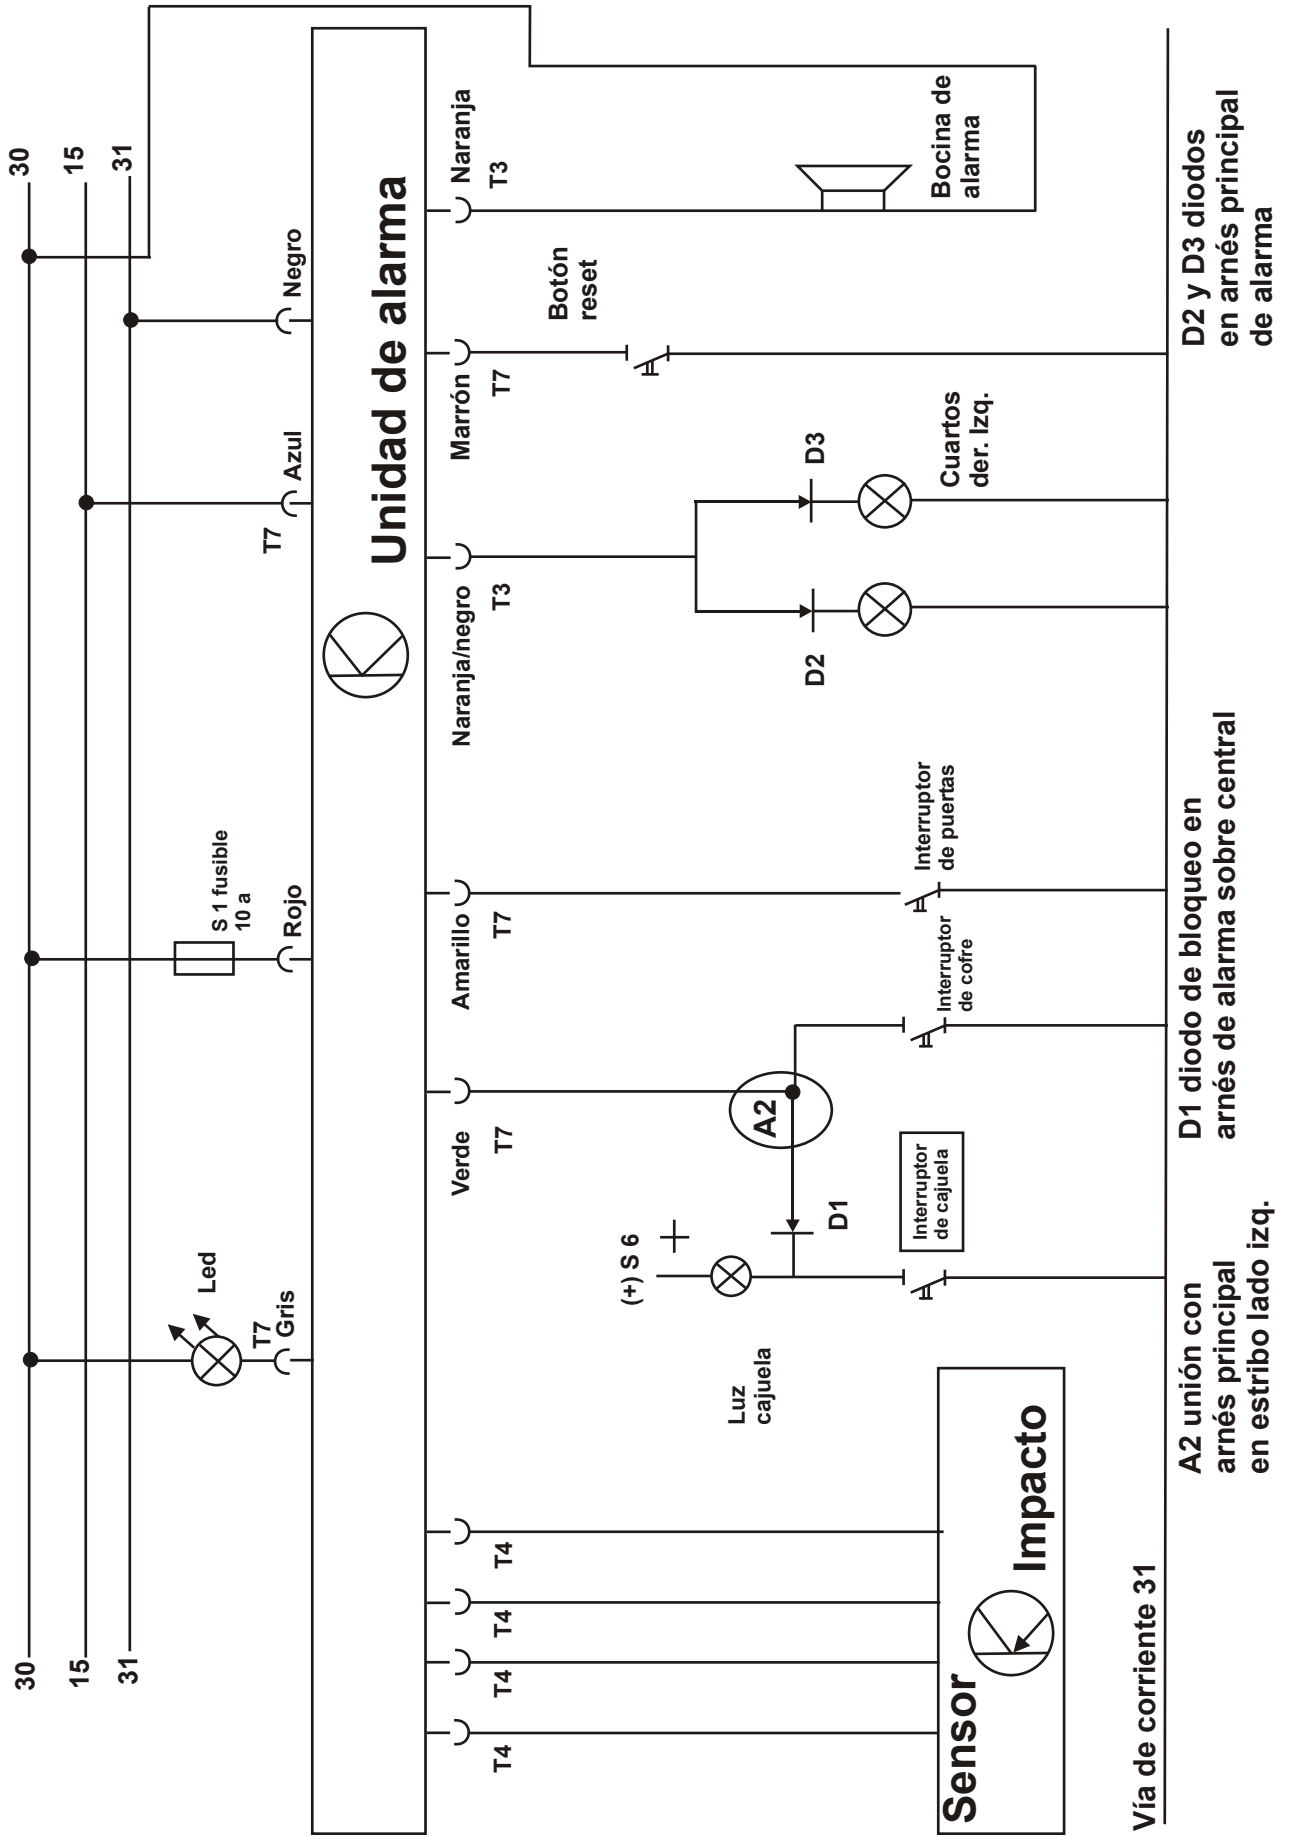 30
15
31
30
15
31
Led
T7
Gris
S 1 fusible
10 a
Rojo
T7
Azul
Negro
Unidad de alarma
T4
T4
T4
T4
Verde
T7
Amarillo
T7
Naranja/negro
T3
Marrón
T7
Naranja
T3
Botón
reset
(+) S 6
Luz
cajuela
D1
A2
Interruptor
de cajuela
Interruptor
de cofre
Interruptor
de puertas
D2
D3
Cuartos
der. Izq.
Bocina de
alarma
Sensor
Impacto
Vía de corriente 31
A2 unión con
arnés principal
en estribo lado izq.
D1 diodo de bloqueo en
arnés de alarma sobre central
D2 y D3 diodos
en arnés principal
de alarma